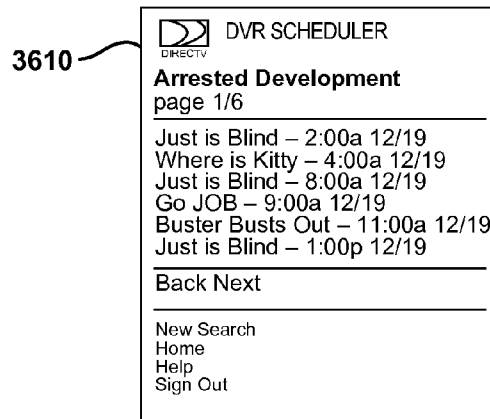 DVR SCHEDULER
DIRECTV
3610
Arrested Development
page 1/6
Just is Blind – 2:00a 12/19
Where is Kitty – 4:00a 12/19
Just is Blind – 8:00a 12/19
Go JOB – 9:00a 12/19
Buster Busts Out – 11:00a 12/19
Just is Blind – 1:00p 12/19
Back Next
New Search
Home
Help
Sign Out